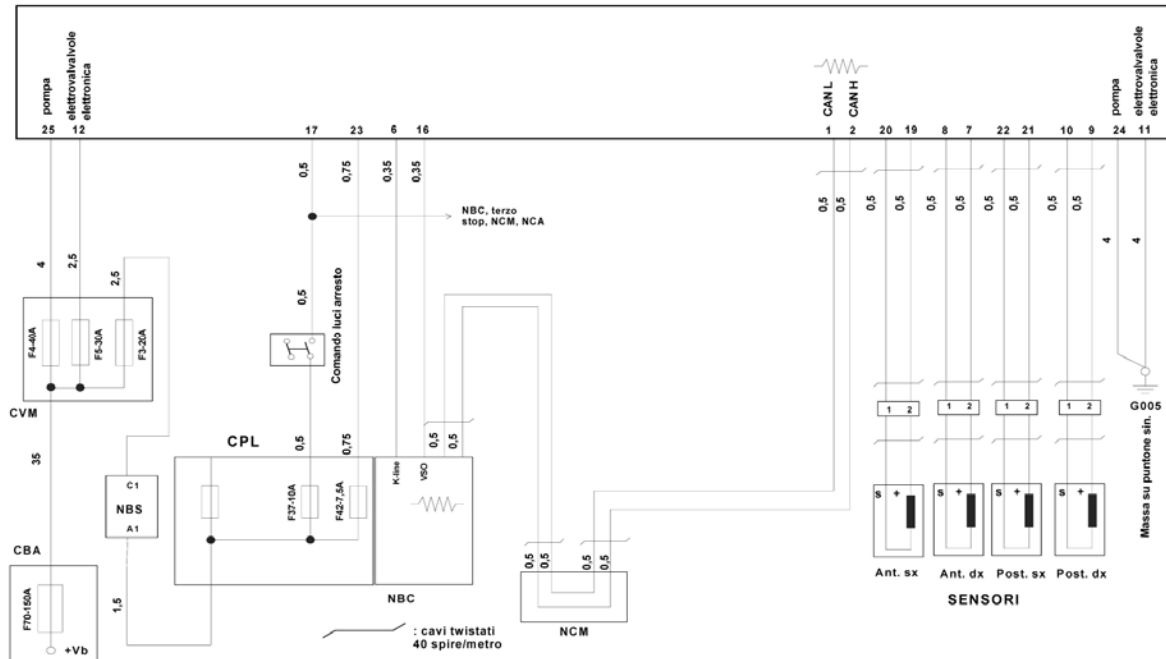 pompa
elettrovalvole
elettronica
CAN L
CAN H
pompa
elettrovalvole
elettronica
25 12 17 23 6 16 1 2 20 19 8 7 22 21 10 9 24 11
0,5 0,75 0,35 0,35
0,5 0,5 0,5 0,5 0,5 0,5 0,5 0,5 0,5 0,5
NBC, terzo
stop, NCM, NCA
4 2,5 2,5
0,5
4 4
F4-40A F5-30A F3-20A
CVM
Comando luci arresto
1 2 1 2 1 2 1 2
G005
Massa su puntone sin.
35
CPL
0,5 0,75
0,5 0,5
K-line
VSO
F37-10A F42-7,5A
C1
NBS
A1
S + S + S + S +
CBA
F70-150A
+Vb
1,5
0,5 0,5 0,5 0,5
Ant. sx Ant. dx Post. sx Post. dx
SENSORI
NBC
NCM
: cavi twistati
40 spire/metro